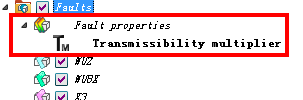 Faults
Fault properties
TM Transmissibility multiplier
#UZ
#UBK
K3